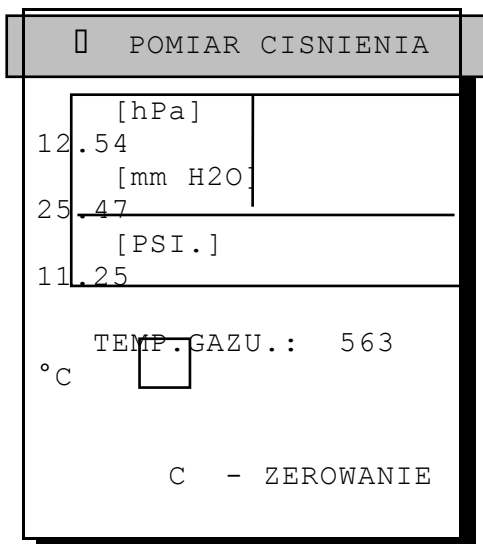 POMIAR CISNIENIA
[hPa]
12.54
[mm H2O]
25.47
[PSI.]
11.25
TEMP.GAZU.: 563
°C
C - ZEROWANIE